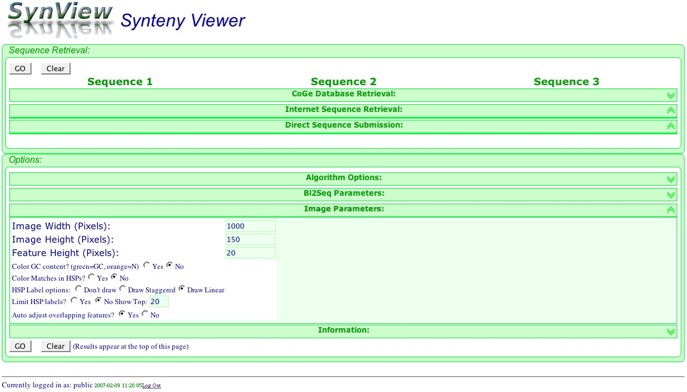 SynView Synteny Viewer
Sequence Retrieval:
GO Clear
Sequence 1 Sequence 2 Sequence 3
CoGe Database Retrieval:
Internet Sequence Retrieval:
Direct Sequence Submission:
Options:
Algorithm Options:
Bl2Seq Parameters:
Image Parameters:
Image Width (Pixels): 1000
Image Height (Pixels): 150
Feature Height (Pixels): 20
Color GC content? (green=GC, orange=N) Yes No
Color Matches in HSPs? Yes No
HSP Label options: Don't draw Draw Staggered Draw Linear
Limit HSP labels? Yes No Show Top: 20
Auto adjust overlapping features? Yes No
Information:
GO Clear (Results appear at the top of this page)
Currently logged in as: public 2007-02-09 11:20:05Log Out